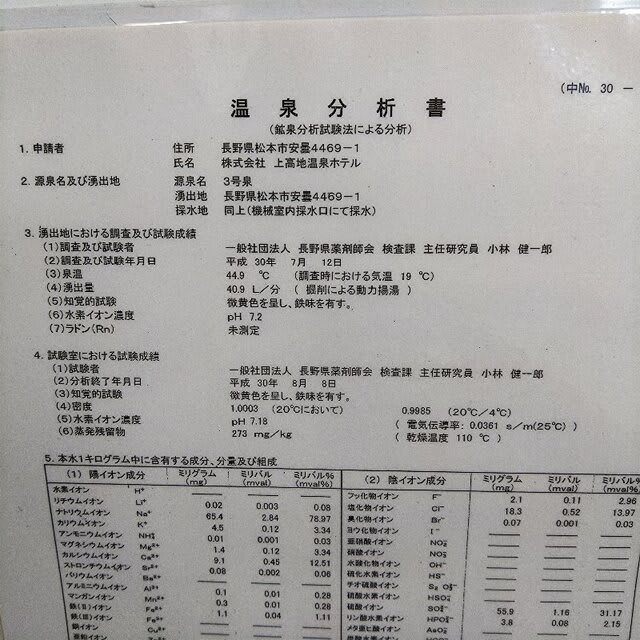 (中№ 30 －
温泉分析書
(鉱泉分析試験法による分析)
1. 申請者 住所 長野県松本市安曇4469－1
氏名 株式会社 上高地温泉ホテル
2. 源泉名及び湧出地 源泉名 3号泉
湧出地 長野県松本市安曇4469－1
採水地 同上(機械室内採水口にて採水)
3. 湧出地における調査及び試験成績
(1)調査及び試験者 一般社団法人 長野県薬剤師会 検査課 主任研究員 小林 健一郎
(2)調査及び試験年月日 平成 30年 7月 12日
(3)泉温 44.9 ℃ (調査時における気温 19 ℃)
(4)湧出量 40.9 L/分 ( 掘削による動力揚湯 )
(5)知覚的試験 微黄色を呈し、鉄味を有す。
(6)水素イオン濃度 pH 7.2
(7)ラドン(Rn) 未測定
4. 試験室における試験成績
(1)試験者 一般社団法人 長野県薬剤師会 検査課 主任研究員 小林 健一郎
(2)分析終了年月日 平成 30年 8月 8日
(3)知覚的試験 微黄色を呈し、鉄味を有す。
(4)密度 1.0003 (20℃において) 0.9985 (20℃/4℃)
(5)水素イオン濃度 pH 7.18 ( 電気伝導率: 0.0361 s/m(25℃) )
(6)蒸発残留物 273 mg/kg ( 乾燥温度 110 ℃ )
5. 本水1キログラム中に含有する成分、分量及び組成
(1) 陽イオン成分 ミリグラム(mg) ミリバル(mval) ミリバル%(mval%) (2) 陰イオン成分 ミリグラム(mg) ミリバル(mval) ミリバル%(mval%)
水素イオン H⁺ フッ化物イオン F⁻ 2.1 0.11 2.96
リチウムイオン Li⁺ 0.02 0.003 0.08 塩化物イオン Cl⁻ 18.3 0.52 13.97
ナトリウムイオン Na⁺ 65.4 2.84 78.97 臭化物イオン Br⁻ 0.07 0.001 0.03
カリウムイオン K⁺ 4.5 0.12 3.34 ヨウ化物イオン I⁻
アンモニウムイオン NH₄⁺ 0.01 0.001 0.03 亜硝酸イオン NO₂⁻
マグネシウムイオン Mg²⁺ 1.4 0.12 3.34 硝酸イオン NO₃⁻
カルシウムイオン Ca²⁺ 9.1 0.45 12.51 水酸化物イオン OH⁻
ストロンチウムイオン Sr²⁺ 0.08 0.002 0.06 硫化水素イオン HS⁻
バリウムイオン Ba²⁺ チオ硫酸イオン S₂O₃²⁻
アルミニウムイオン Al³⁺ 0.1 0.01 0.28 硫酸水素イオン HSO₄⁻
マンガンイオン Mn²⁺ 0.3 0.01 0.28 硫酸イオン SO₄²⁻ 55.9 1.16 31.17
鉄(Ⅱ)イオン Fe²⁺ 1.1 0.04 1.11 リン酸水素イオン HPO₄²⁻ 3.8 0.08 2.15
鉄(Ⅲ)イオン Fe³⁺ メタ亜ヒ酸イオン AsO₂⁻
銅イオン Cu²⁺
亜鉛イオン